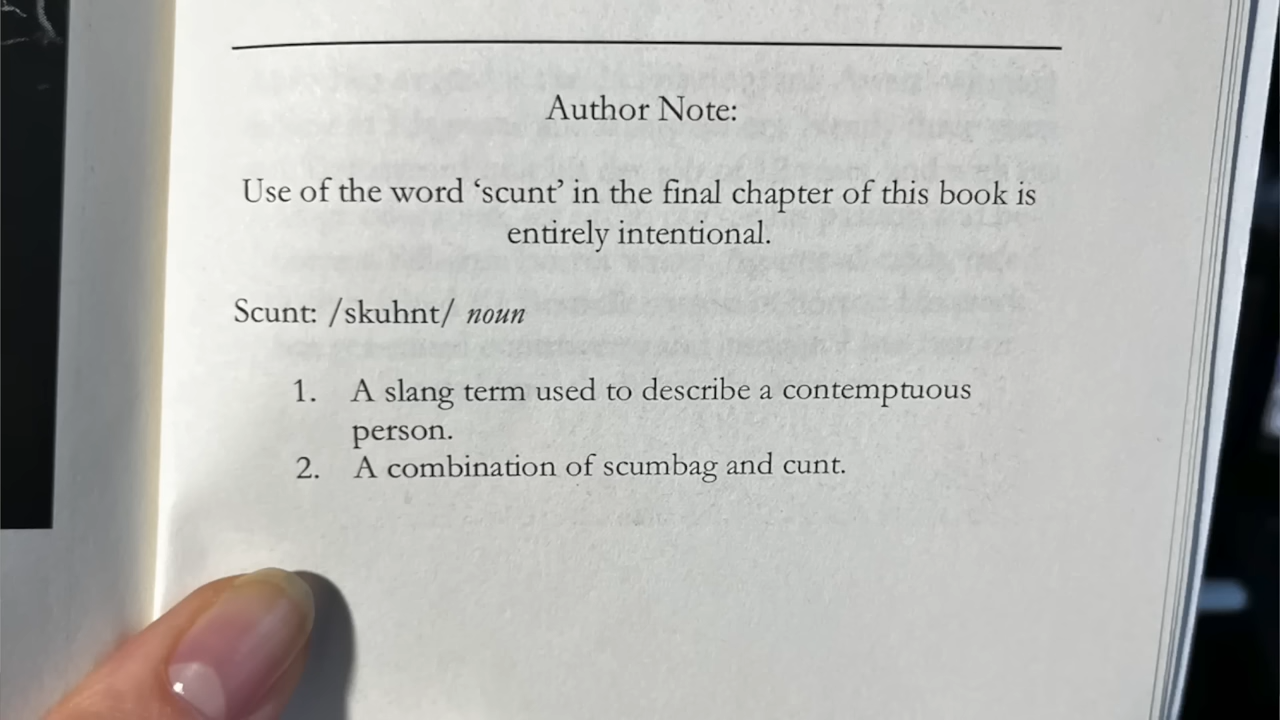 Author Note:
Use of the word ‘scunt’ in the final chapter of this book is
entirely intentional.
Scunt: /skuhnt/ noun
1. A slang term used to describe a contemptuous
person.
2. A combination of scumbag and cunt.